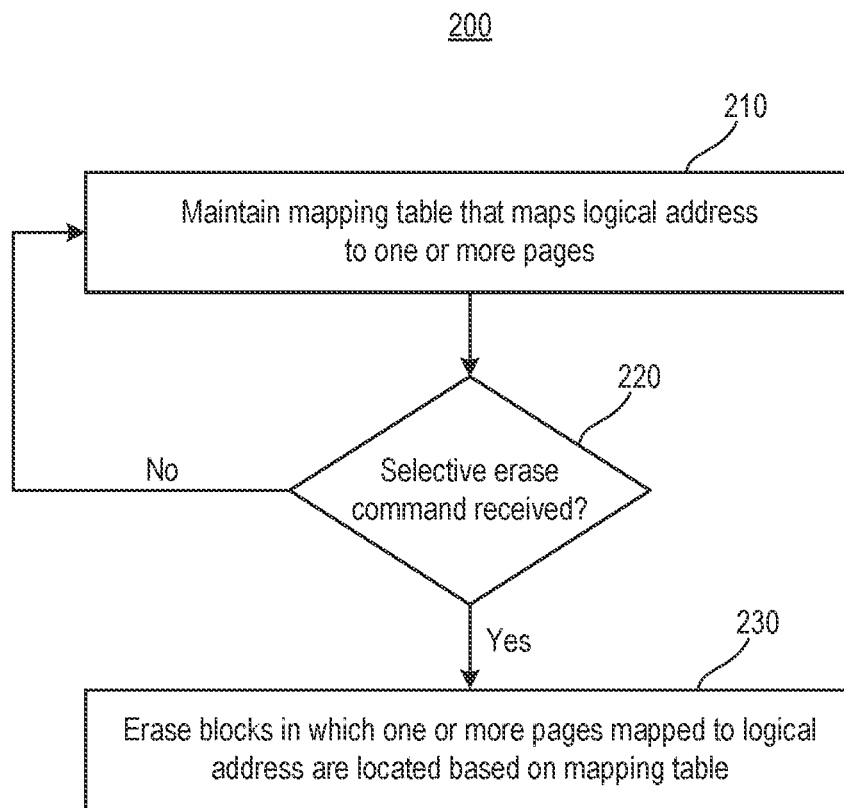 200
210
Maintain mapping table that maps logical address
to one or more pages
220
No
Selective erase
command received?
Yes
230
Erase blocks in which one or more pages mapped to logical
address are located based on mapping table